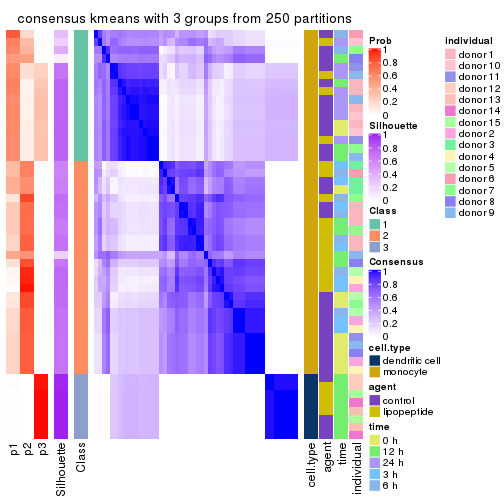 consensus kmeans with 3 groups from 250 partitions
Prob
1
0.8
0.6
0.4
0.2
0
Silhouette
1
0.8
0.6
0.4
0.2
0
Class
1
2
3
Consensus
1
0.8
0.6
0.4
0.2
0
cell.type
dendritic cell
monocyte
agent
control
lipopeptide
time
0 h
12 h
24 h
3 h
6 h
individual
donor 1
donor 10
donor 11
donor 12
donor 13
donor 14
donor 15
donor 2
donor 3
donor 4
donor 5
donor 6
donor 7
donor 8
donor 9
p1
p2
p3
Silhouette
Class
cell.type
agent
time
individual